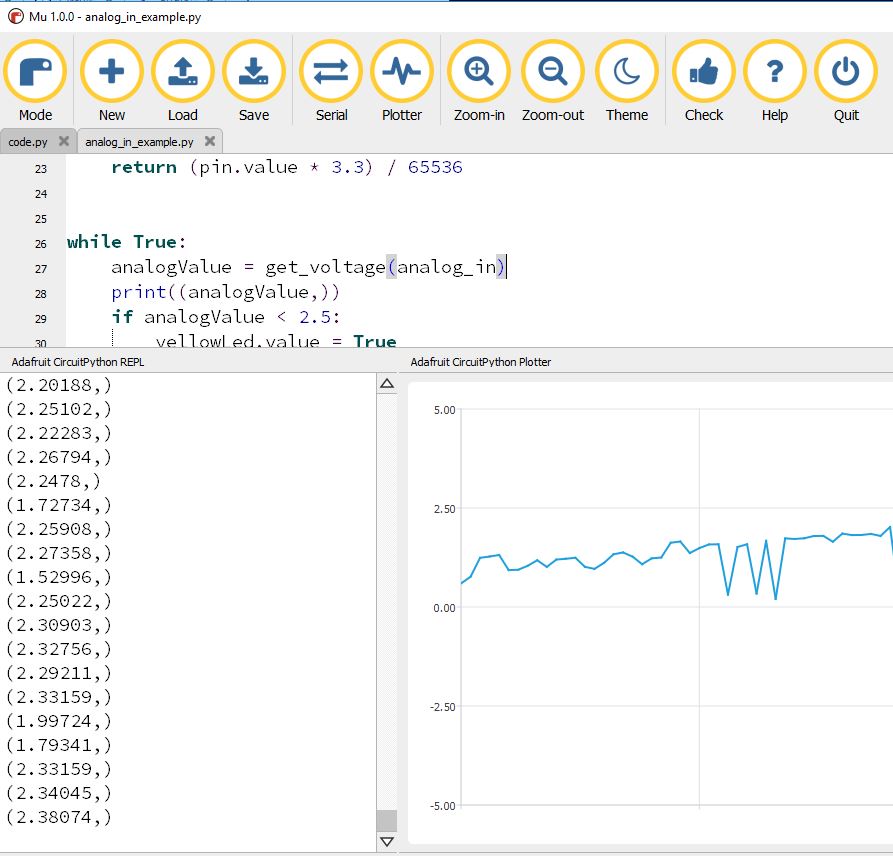 Mu 1.0.0 - analog_in_example.py
Mode New Load Save Serial Plotter Zoom-in Zoom-out Theme Check Help Quit
code.py analog_in_example.py
23 return (pin.value * 3.3) / 65536
24
25
26 while True:
27 analogValue = get_voltage(analog_in)
28 print((analogValue,))
29 if analogValue < 2.5:
30 yellowLed.value = True
Adafruit CircuitPython REPL
(2.20188,)
(2.25102,)
(2.22283,)
(2.26794,)
(2.2478,)
(1.72734,)
(2.25908,)
(2.27358,)
(1.52996,)
(2.25022,)
(2.30903,)
(2.32756,)
(2.29211,)
(2.33159,)
(1.99724,)
(1.79341,)
(2.33159,)
(2.34045,)
(2.38074,)
Adafruit CircuitPython Plotter
5.00
2.50
0.00
-2.50
-5.00